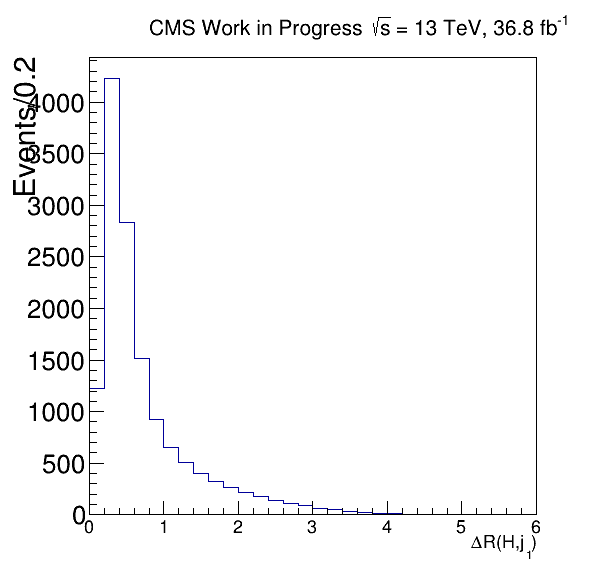 CMS Work in Progress √s = 13 TeV, 36.8 fb⁻¹
Events/0.2
4000
3500
3000
2500
2000
1500
1000
500
0
0 1 2 3 4 5 6
ΔR(H,j₁)